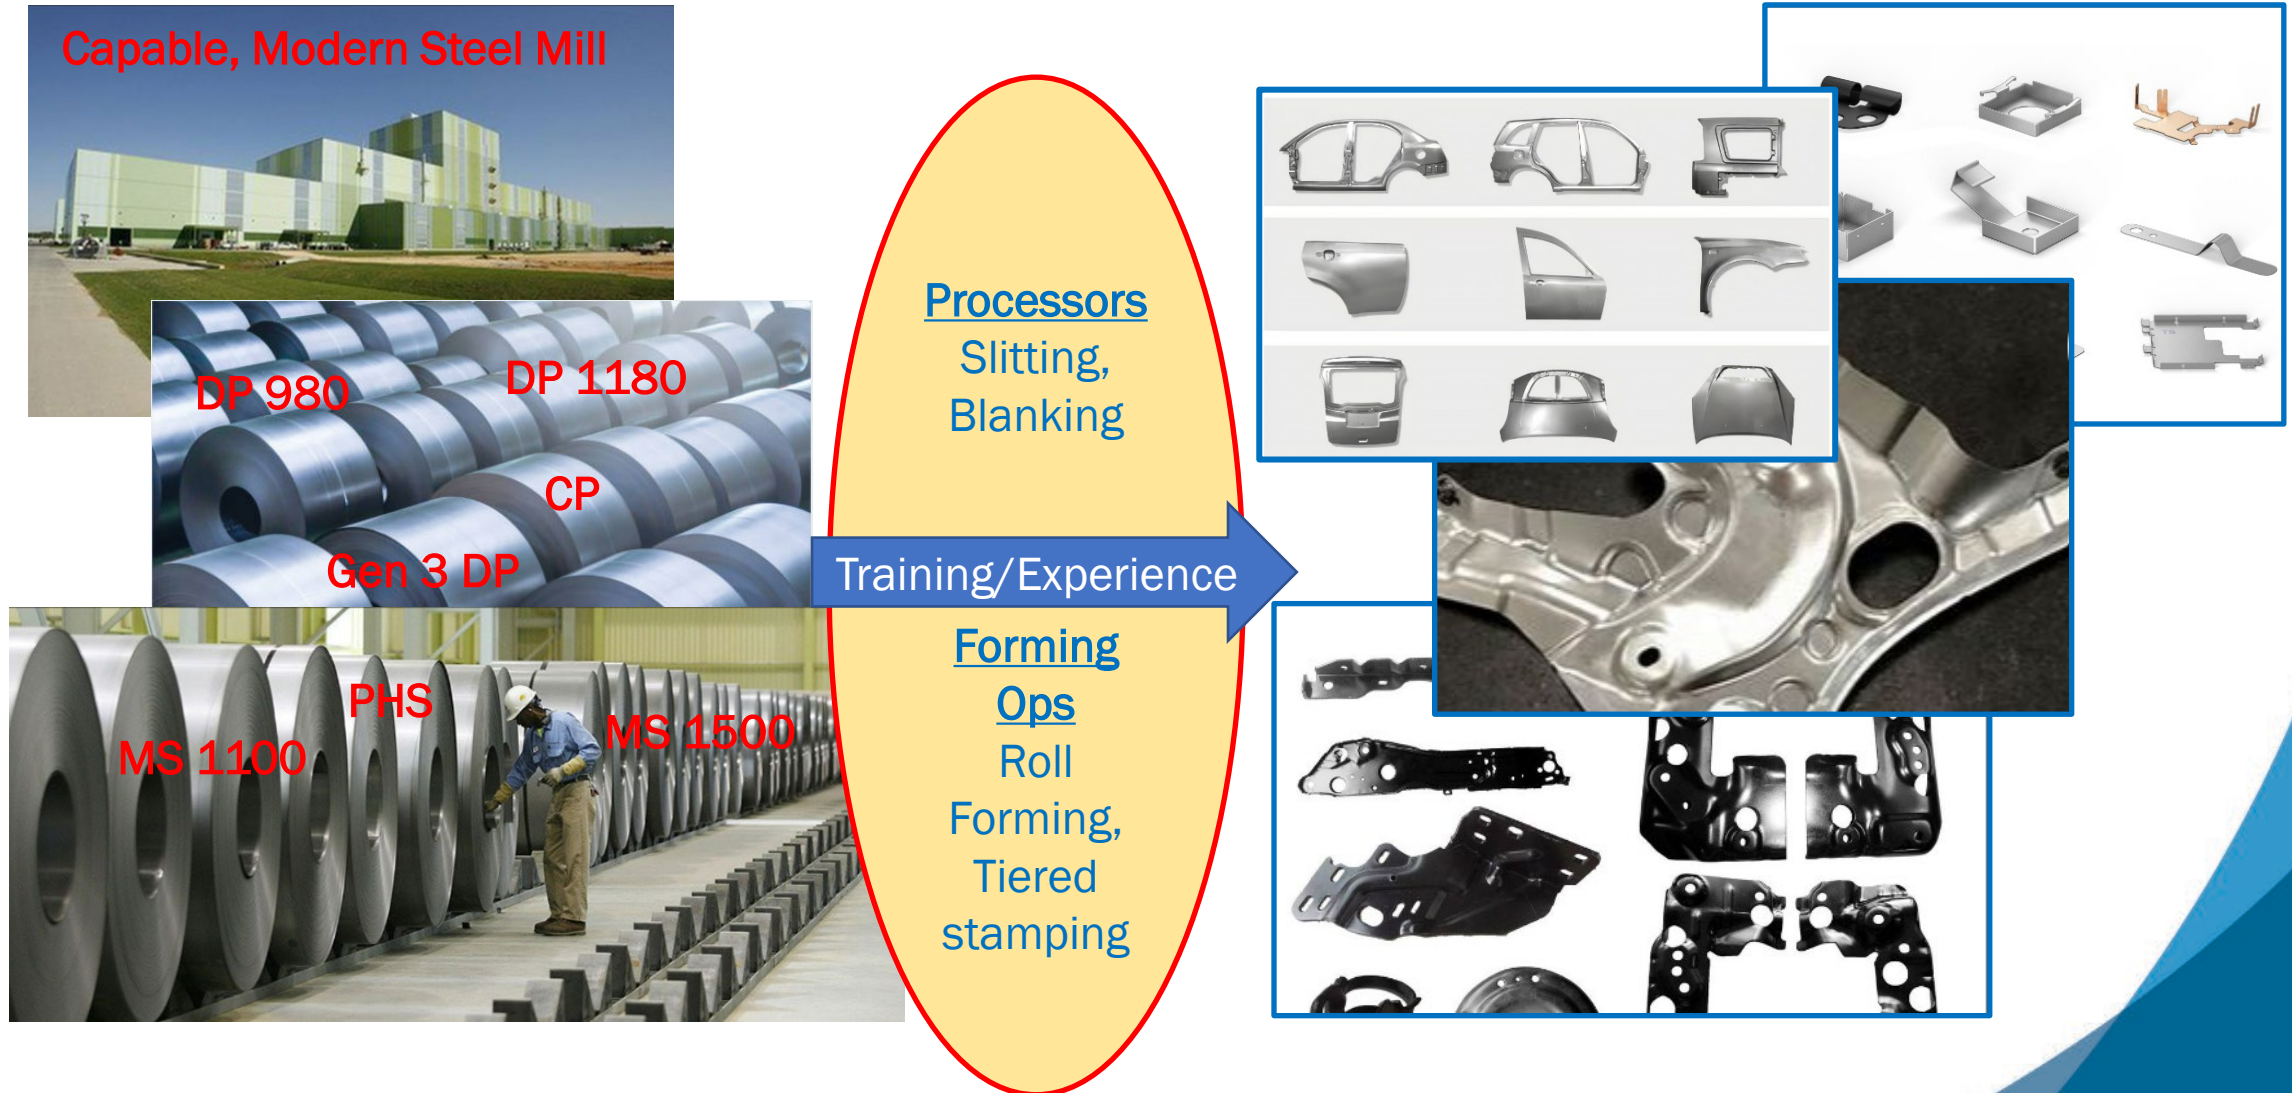 Capable, Modern Steel Mill
DP 980
DP 1180
CP
Gen 3 DP
PHS
MS 1100
MS 1500
Processors
Slitting,
Blanking
Training/Experience
Forming
Ops
Roll
Forming,
Tiered
stamping